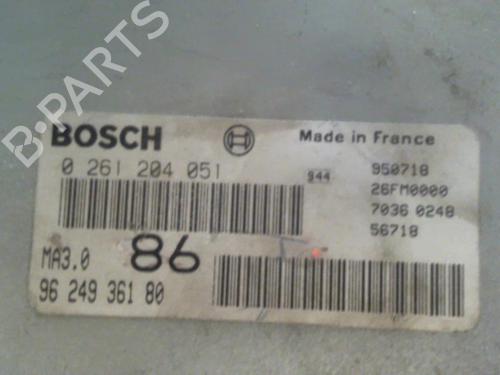 B-PARTS
BOSCH
Made in France
0 261 204 051
944
950718
26FM0000
7036 0248
56718
MA3.0
86
96 249 361 80